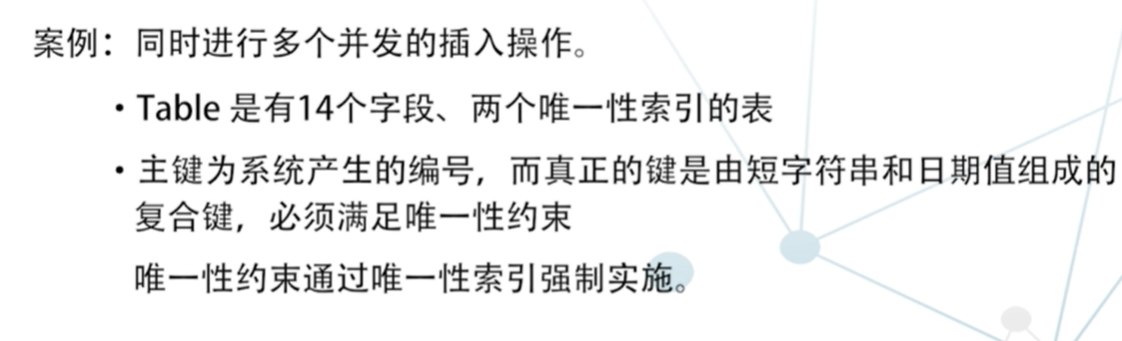 案例：同时进行多个并发的插入操作。
・Table 是有14个字段、两个唯一性索引的表
・主键为系统产生的编号，而真正的键是由短字符串和日期值组成的
复合键，必须满足唯一性约束
唯一性约束通过唯一性索引强制实施。